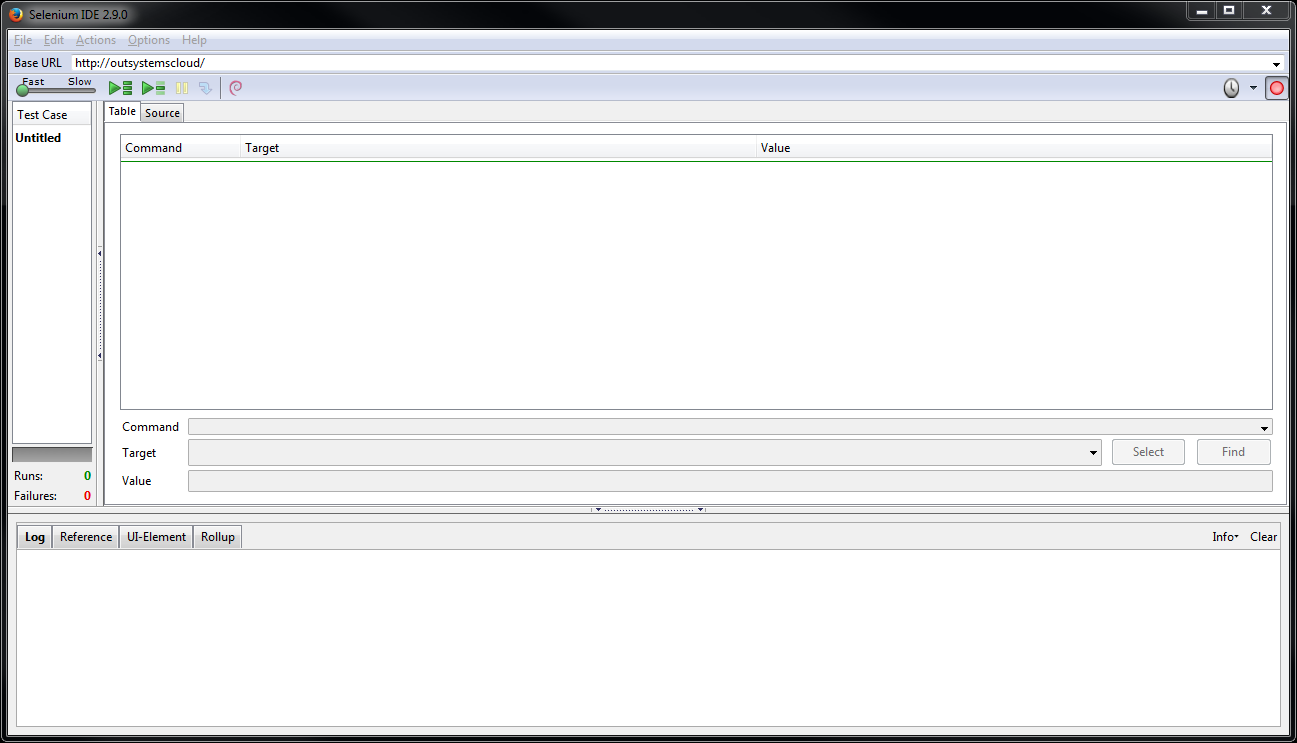 Selenium IDE 2.9.0
File Edit Actions Options Help
Base URL http://outsystemscloud/
Fast Slow
Test Case
Untitled
Table Source
Command Target Value
Command
Target Select Find
Value
Runs: 0
Failures: 0
Log Reference UI-Element Rollup Info Clear